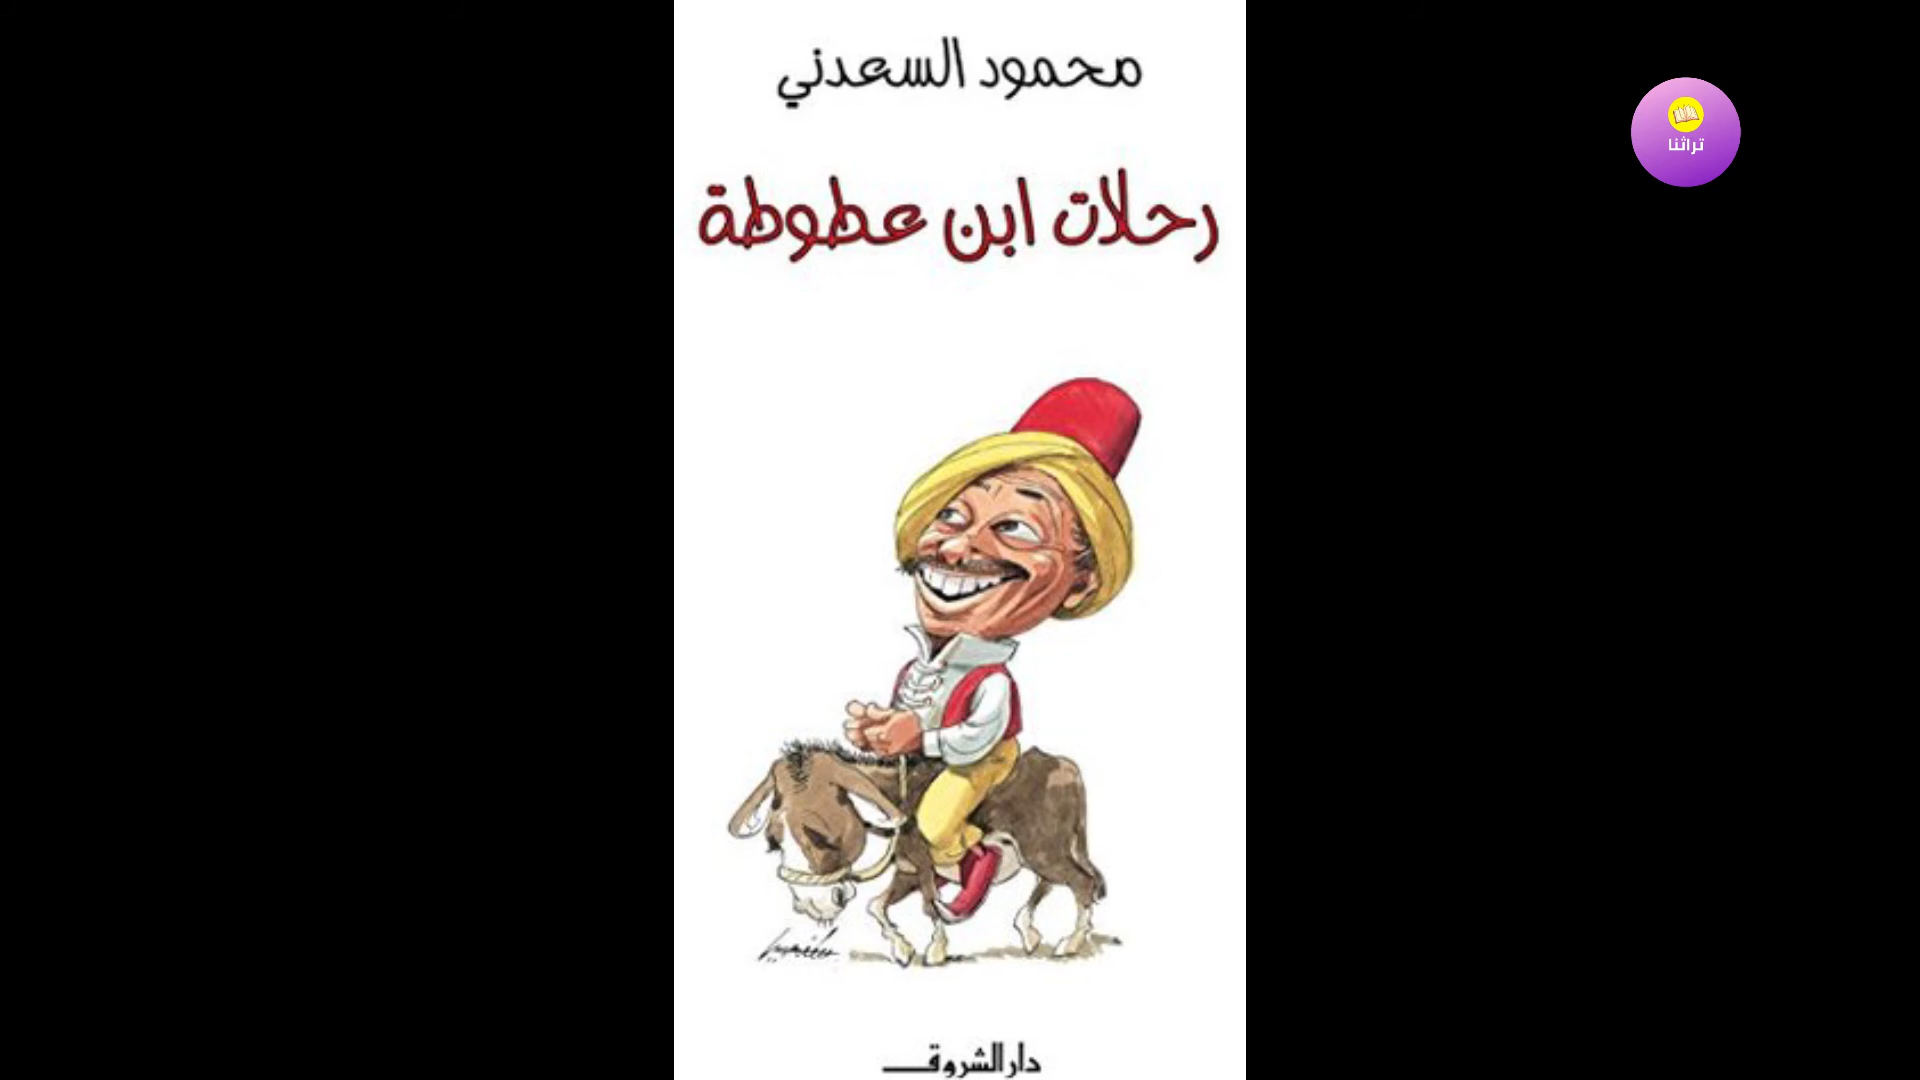 محمود السعدني
رحلات ابن عطوطة
تراثنا
دار الشروق